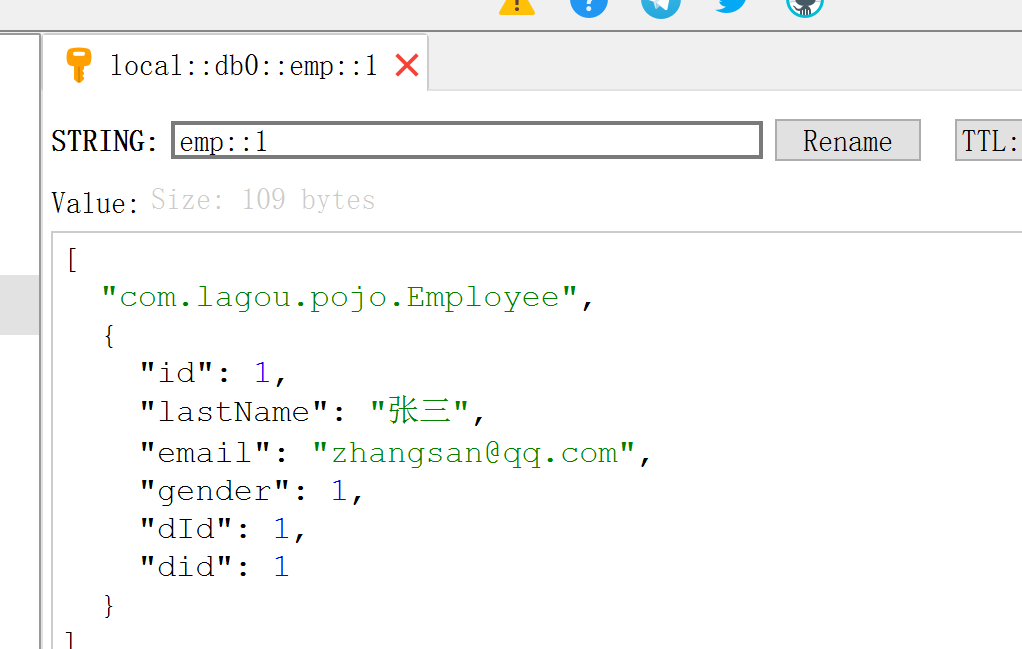 local::db0::emp::1
STRING: emp::1 Rename TTL:
Value: Size: 109 bytes
[
"com.lagou.pojo.Employee",
{
"id": 1,
"lastName": "张三",
"email": "zhangsan@qq.com",
"gender": 1,
"dId": 1,
"did": 1
}
]